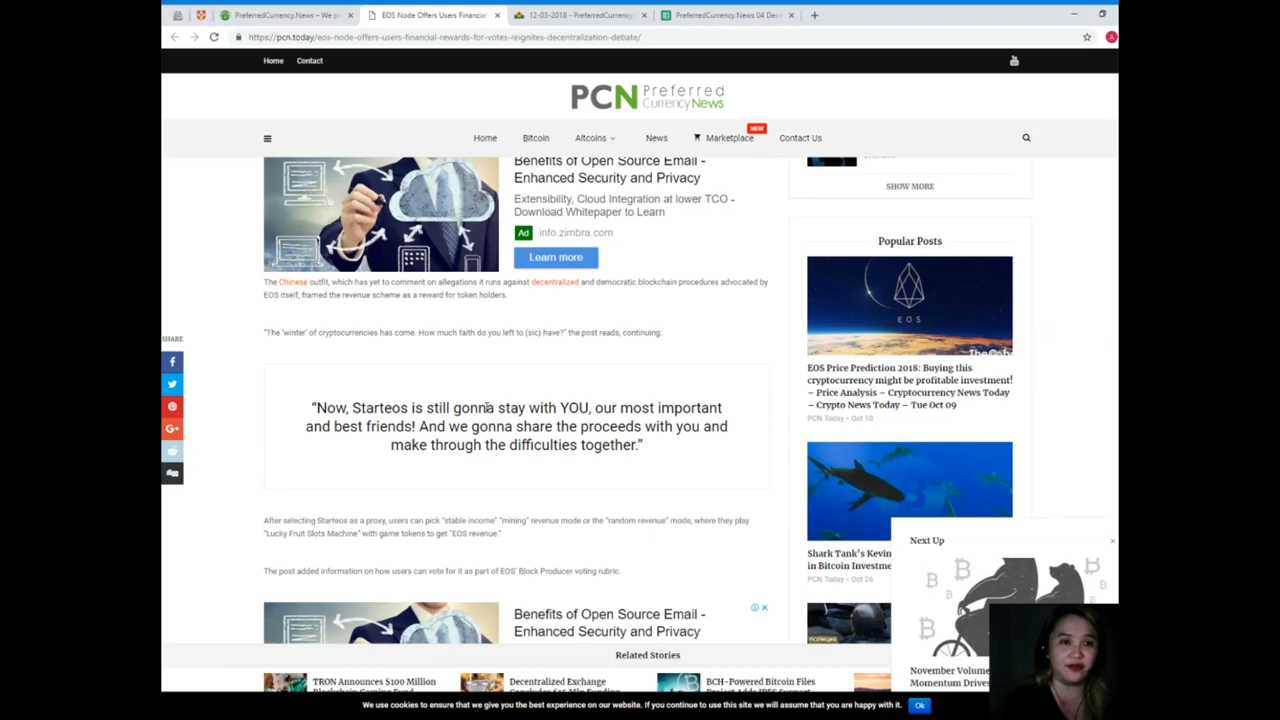 PreferredCurrency.News – We pr
EOS Node Offers Users Financial
12-03-2018 - PreferredCurrency.
PreferredCurrency.News 04 Dec
https://pcn.today/eos-node-offers-users-financial-rewards-for-votes-reignites-decentralization-debate/
Home
Contact
PCN Preferred
Currency News
NEW
Home
Bitcoin
Altcoins
News
Marketplace
Contact Us
Benefits of Open Source Email -
Enhanced Security and Privacy
Extensibility, Cloud Integration at lower TCO -
Download Whitepaper to Learn
Ad info.zimbra.com
Learn more
The Chinese outfit, which has yet to comment on allegations it runs against decentralized and democratic blockchain procedures advocated by
EOS itself, framed the revenue scheme as a reward for token holders.
"The 'winter' of cryptocurrencies has come. How much faith do you left to (sic) have?" the post reads, continuing:
SHARE
“Now, Starteos is still gonna stay with YOU, our most important
and best friends! And we gonna share the proceeds with you and
make through the difficulties together.”
After selecting Starteos as a proxy, users can pick "stable income" "mining" revenue mode or the "random revenue" mode, where they play
"Lucky Fruit Slots Machine" with game tokens to get "EOS revenue."
The post added information on how users can vote for it as part of EOS' Block Producer voting rubric.
Benefits of Open Source Email -
Enhanced Security and Privacy
SHOW MORE
Popular Posts
EOS
EOS Price Prediction 2018: Buying this
cryptocurrency might be profitable investment!
– Price Analysis – Cryptocurrency News Today
– Crypto News Today – Tue Oct 09
PCN.Today • Oct 10
Shark Tank's Kevin
in Bitcoin Investme
PCN.Today • Oct 26
Next Up
November Volume
Momentum Drives
Related Stories
TRON Announces $100 Million
Decentralized Exchange
BCH-Powered Bitcoin Files
We use cookies to ensure that we give you the best experience on our website. If you continue to use this site we will assume that you are happy with it.
Ok